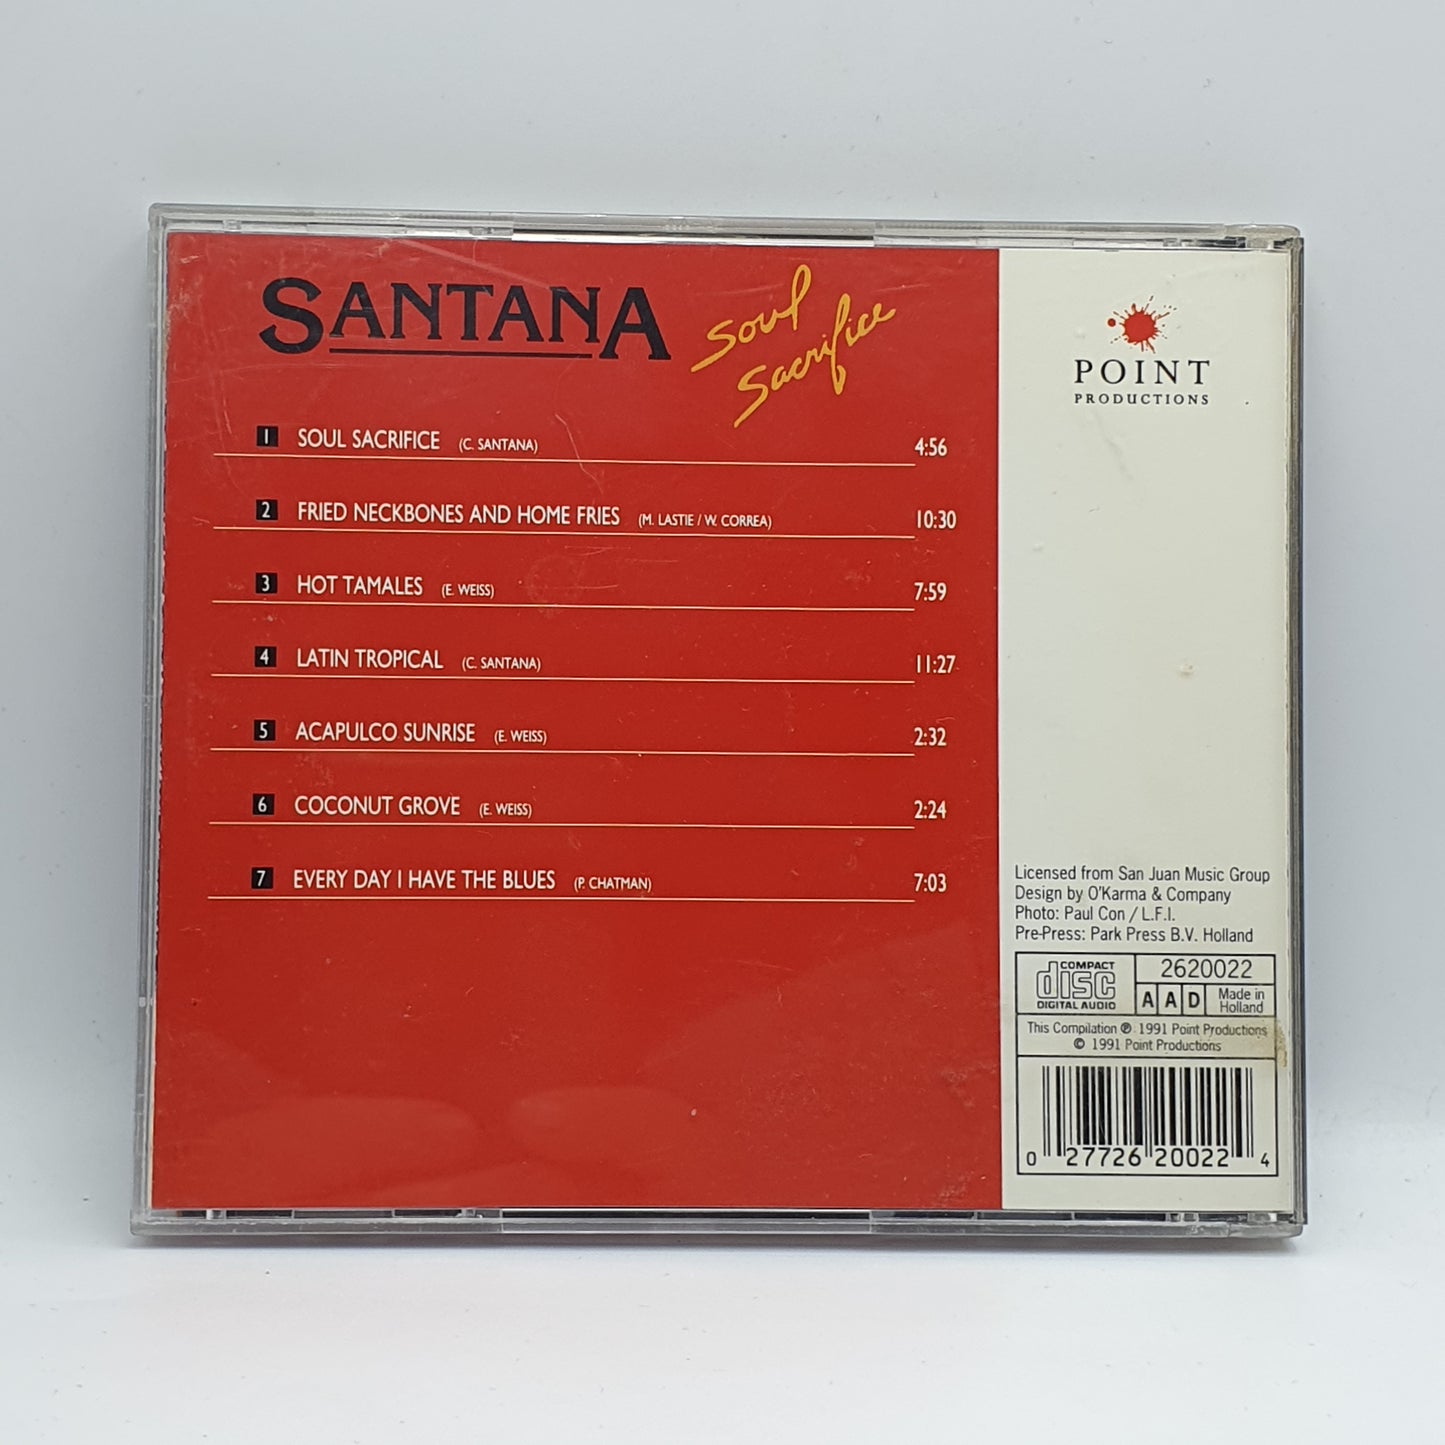 SANTANA Soul Sacrifice
1 SOUL SACRIFICE (C. SANTANA) 4:56
2 FRIED NECKBONES AND HOME FRIES (M. LASTIE / W. CORREA) 10:30
3 HOT TAMALES (E. WEISS) 7:59
4 LATIN TROPICAL (C. SANTANA) 11:27
5 ACAPULCO SUNRISE (E. WEISS) 2:32
6 COCONUT GROVE (E. WEISS) 2:24
7 EVERY DAY I HAVE THE BLUES (P. CHATMAN) 7:03
POINT
PRODUCTIONS
Licensed from San Juan Music Group
Design by O'Karma & Company
Photo: Paul Con / L.F.I.
Pre-Press: Park Press B.V. Holland
COMPACT
disc
DIGITAL AUDIO
2620022
A A D
Made in
Holland
This Compilation ℗ 1991 Point Productions
© 1991 Point Productions
0 27726 20022 4